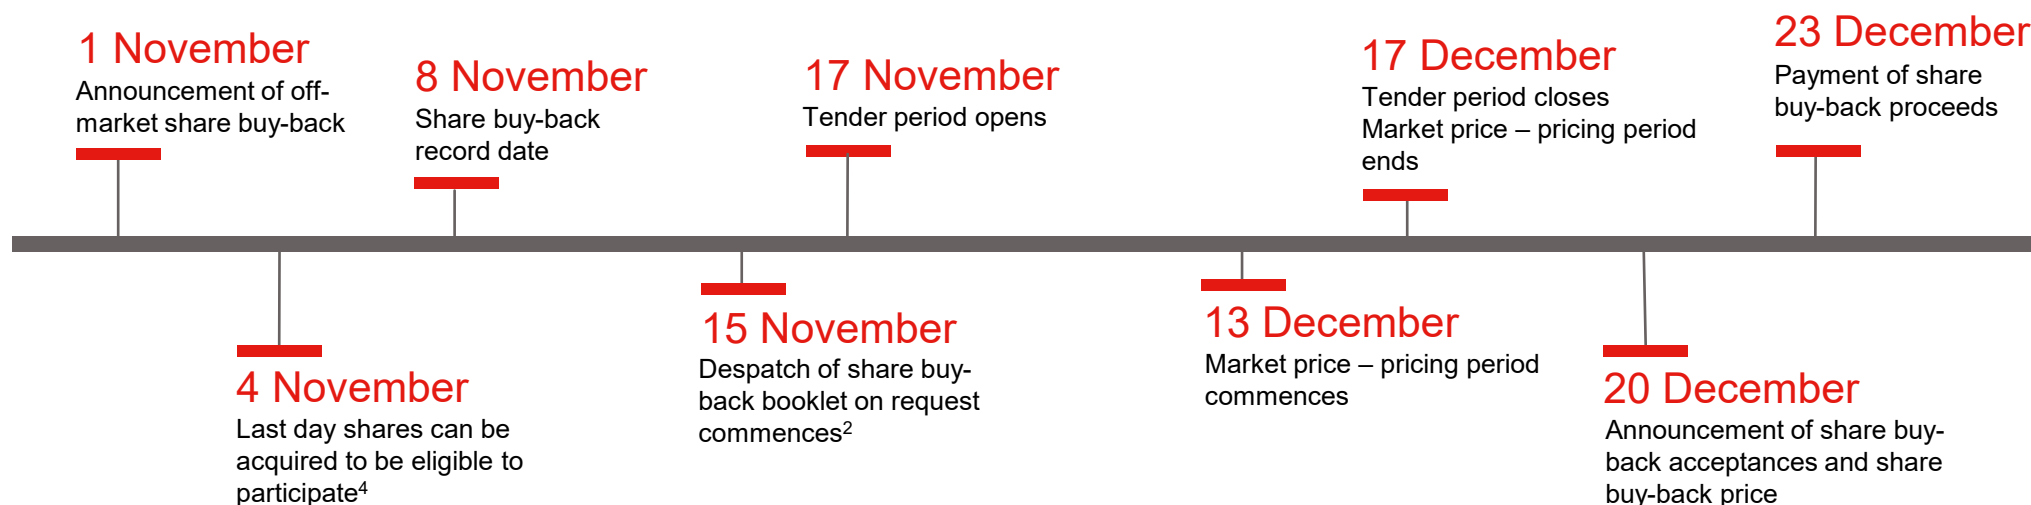 1 November
Announcement of off-
market share buy-back
4 November
Last day shares can be
acquired to be eligible to
participate4
8 November
Share buy-back
record date
15 November
Despatch of share buy-
back booklet on request
commences2
17 November
Tender period opens
13 December
Market price – pricing period
commences
17 December
Tender period closes
Market price – pricing period
ends
20 December
Announcement of share buy-
back acceptances and share
buy-back price
23 December
Payment of share
buy-back proceeds